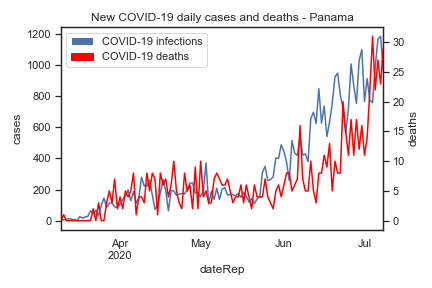 New COVID-19 daily cases and deaths - Panama
COVID-19 infections
COVID-19 deaths
1200
1000
800
600
400
200
0
cases
30
25
20
15
10
5
0
deaths
Apr
2020
May
Jun
Jul
dateRep